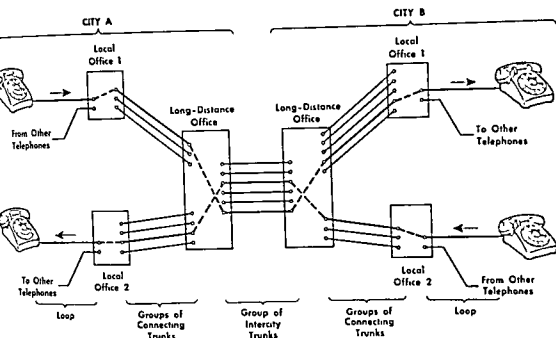 CITY A
CITY B
Local
Office 1
Local
Office 1
Long-Distance
Office
Long-Distance
Office
From Other
Telephones
To Other
Telephones
To Other
Telephones
Local
Office 2
Local
Office 2
From Other
Telephones
Loop
Groups of
Connecting
Trunks
Group of
Intercity
Trunks
Groups of
Connecting
Trunks
Loop